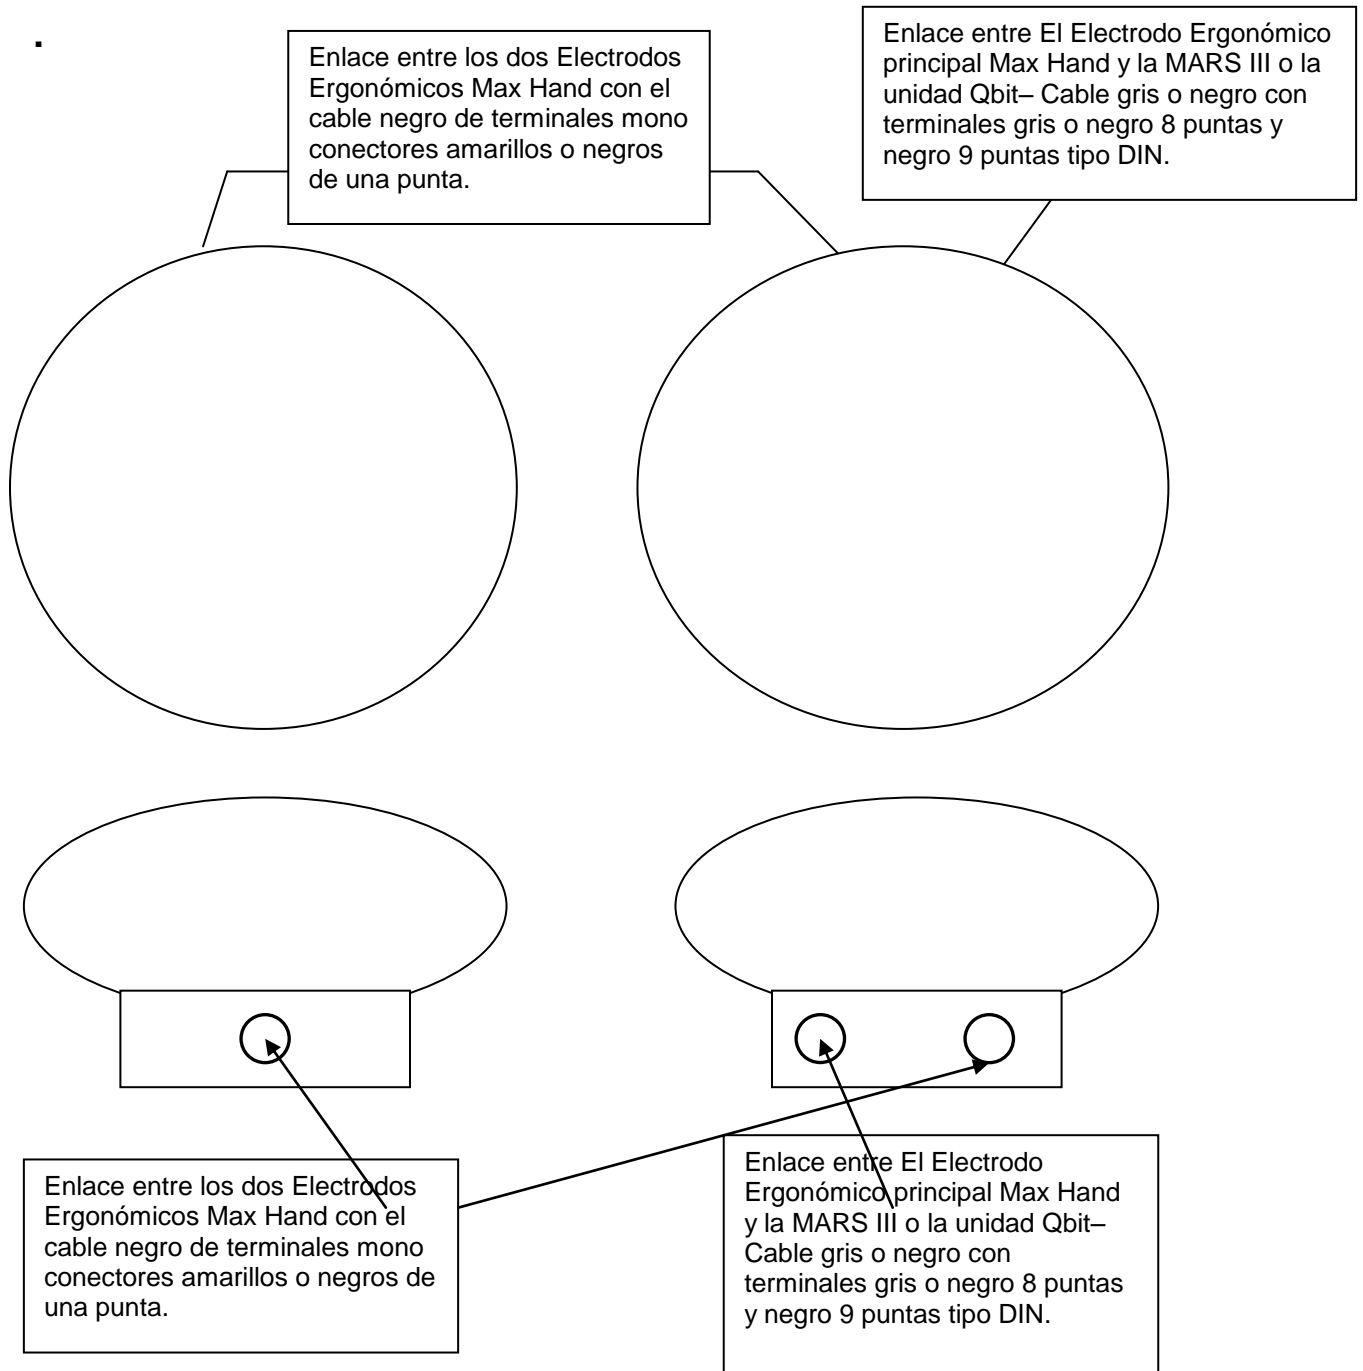 .
Enlace entre los dos Electrodos
Ergonómicos Max Hand con el
cable negro de terminales mono
conectores amarillos o negros
de una punta.
Enlace entre El Electrodo Ergonómico
principal Max Hand y la MARS III o la
unidad Qbit– Cable gris o negro con
terminales gris o negro 8 puntas y
negro 9 puntas tipo DIN.
Enlace entre los dos Electrodos
Ergonómicos Max Hand con el
cable negro de terminales mono
conectores amarillos o negros de
una punta.
Enlace entre El Electrodo
Ergonómico principal Max Hand
y la MARS III o la unidad Qbit–
Cable gris o negro con
terminales gris o negro 8 puntas
y negro 9 puntas tipo DIN.